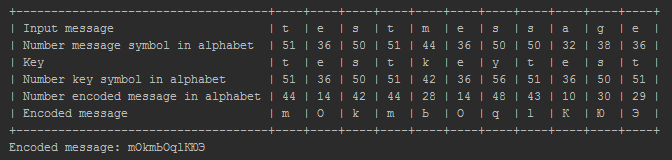 +-----------------------------------+----+----+----+----+----+----+----+----+----+----+----+
| Input message | t | e | s | t | m | e | s | s | a | g | e |
| Number message symbol in alphabet | 51 | 36 | 50 | 51 | 44 | 36 | 50 | 50 | 32 | 38 | 36 |
| Key | t | e | s | t | k | e | y | t | e | s | t |
| Number key symbol in alphabet | 51 | 36 | 50 | 51 | 42 | 36 | 56 | 51 | 36 | 50 | 51 |
| Number encoded message in alphabet | 44 | 14 | 42 | 44 | 28 | 14 | 48 | 43 | 10 | 30 | 29 |
| Encoded message | m | О | k | m | Ь | О | q | l | К | Ю | Э |
+-----------------------------------+----+----+----+----+----+----+----+----+----+----+----+
Encoded message: mОkmЬОqlКЮЭ